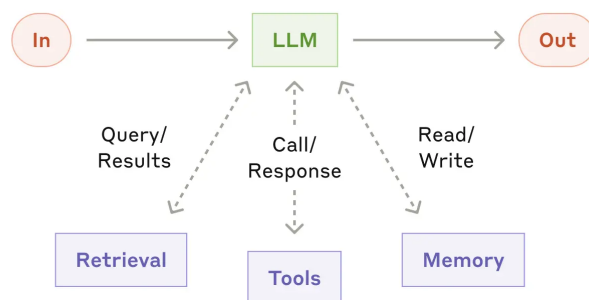 In
LLM
Out
Query/
Results
Call/
Response
Read/
Write
Retrieval
Tools
Memory